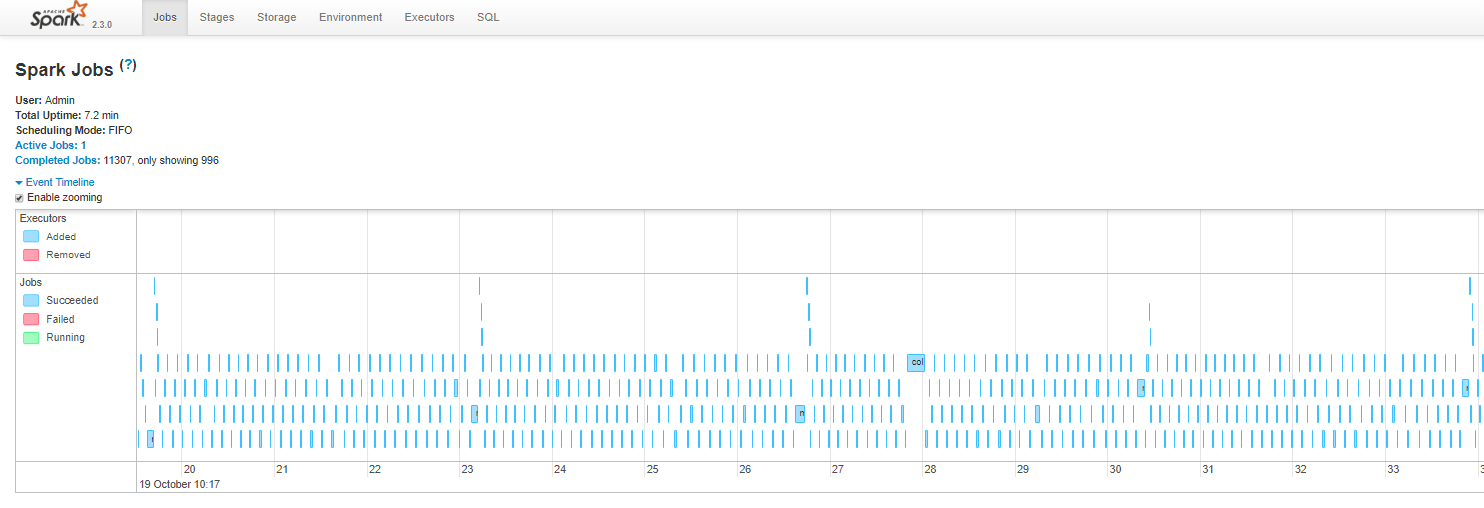 APACHE
Spark 2.3.0 Jobs Stages Storage Environment Executors SQL
Spark Jobs (?)
User: Admin
Total Uptime: 7.2 min
Scheduling Mode: FIFO
Active Jobs: 1
Completed Jobs: 11307, only showing 996
Event Timeline
Enable zooming
Executors
Added
Removed
Jobs
Succeeded
Failed
Running
col
20 21 22 23 24 25 26 27 28 29 30 31 32 33
19 October 10:17